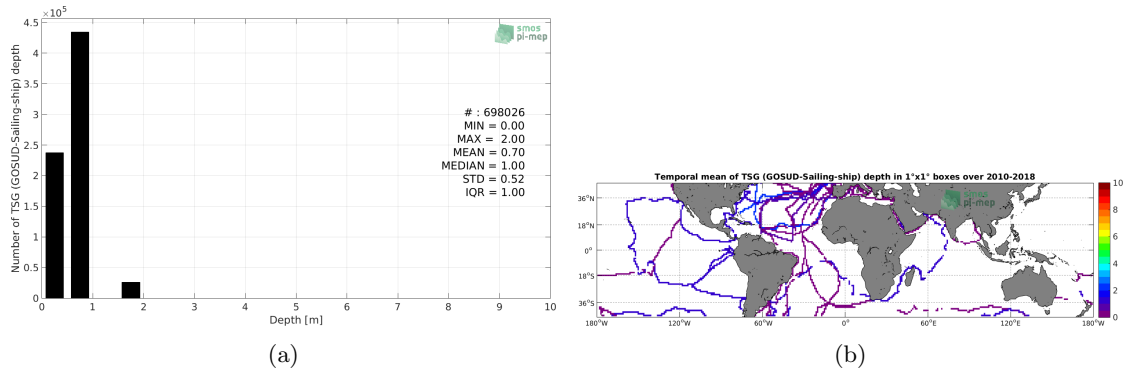 ×10^5
4.5
4
3.5
3
2.5
2
1.5
1
0.5
0
Number of TSG (GOSUD-Sailing-ship) depth
smos
pi-mep
# : 698026
MIN = 0.00
MAX = 2.00
MEAN = 0.70
MEDIAN = 1.00
STD = 0.52
IQR = 1.00
0 1 2 3 4 5 6 7 8 9 10
Depth [m]
(a)
Temporal mean of TSG (GOSUD-Sailing-ship) depth in 1°x1° boxes over 2010-2018
smos
pi-mep
36°N
18°N
0°
18°S
36°S
180°W 120°W 60°W 0° 60°E 120°E 180°W
10
8
6
4
2
0
(b)